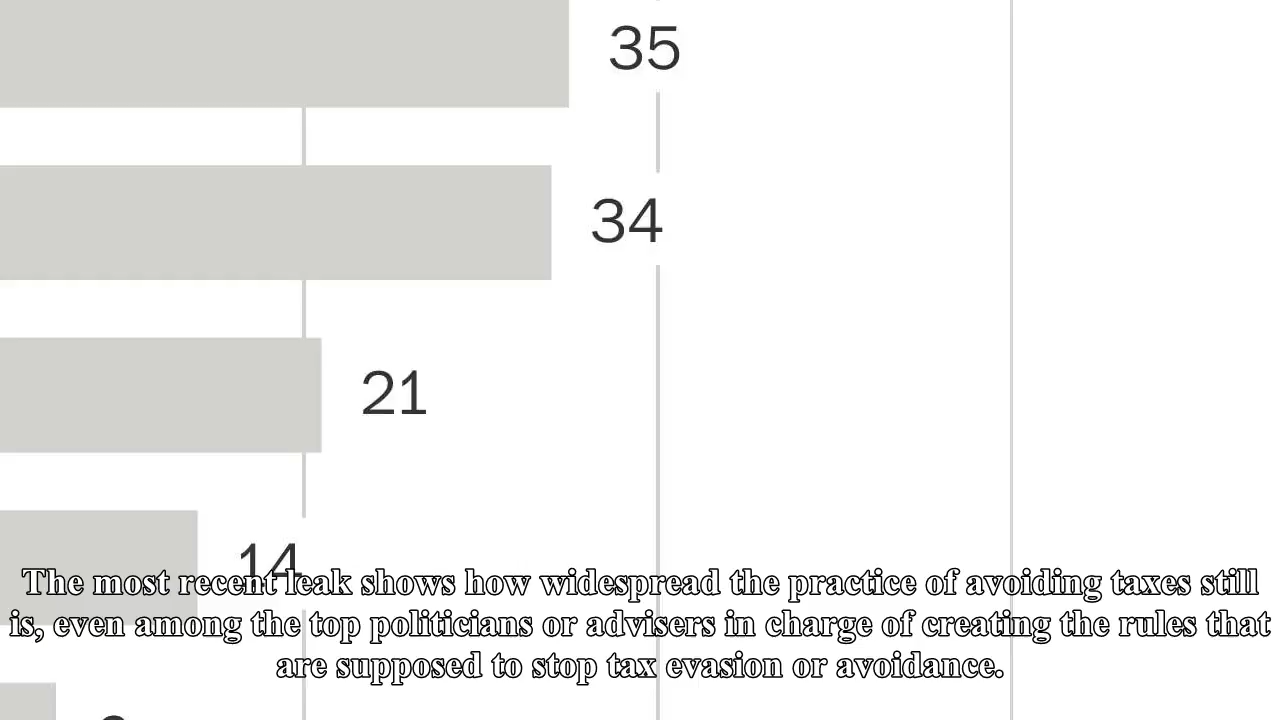 35
34
21
14
The most recent leak shows how widespread the practice of avoiding taxes still
is, even among the top politicians or advisers in charge of creating the rules that
are supposed to stop tax evasion or avoidance.